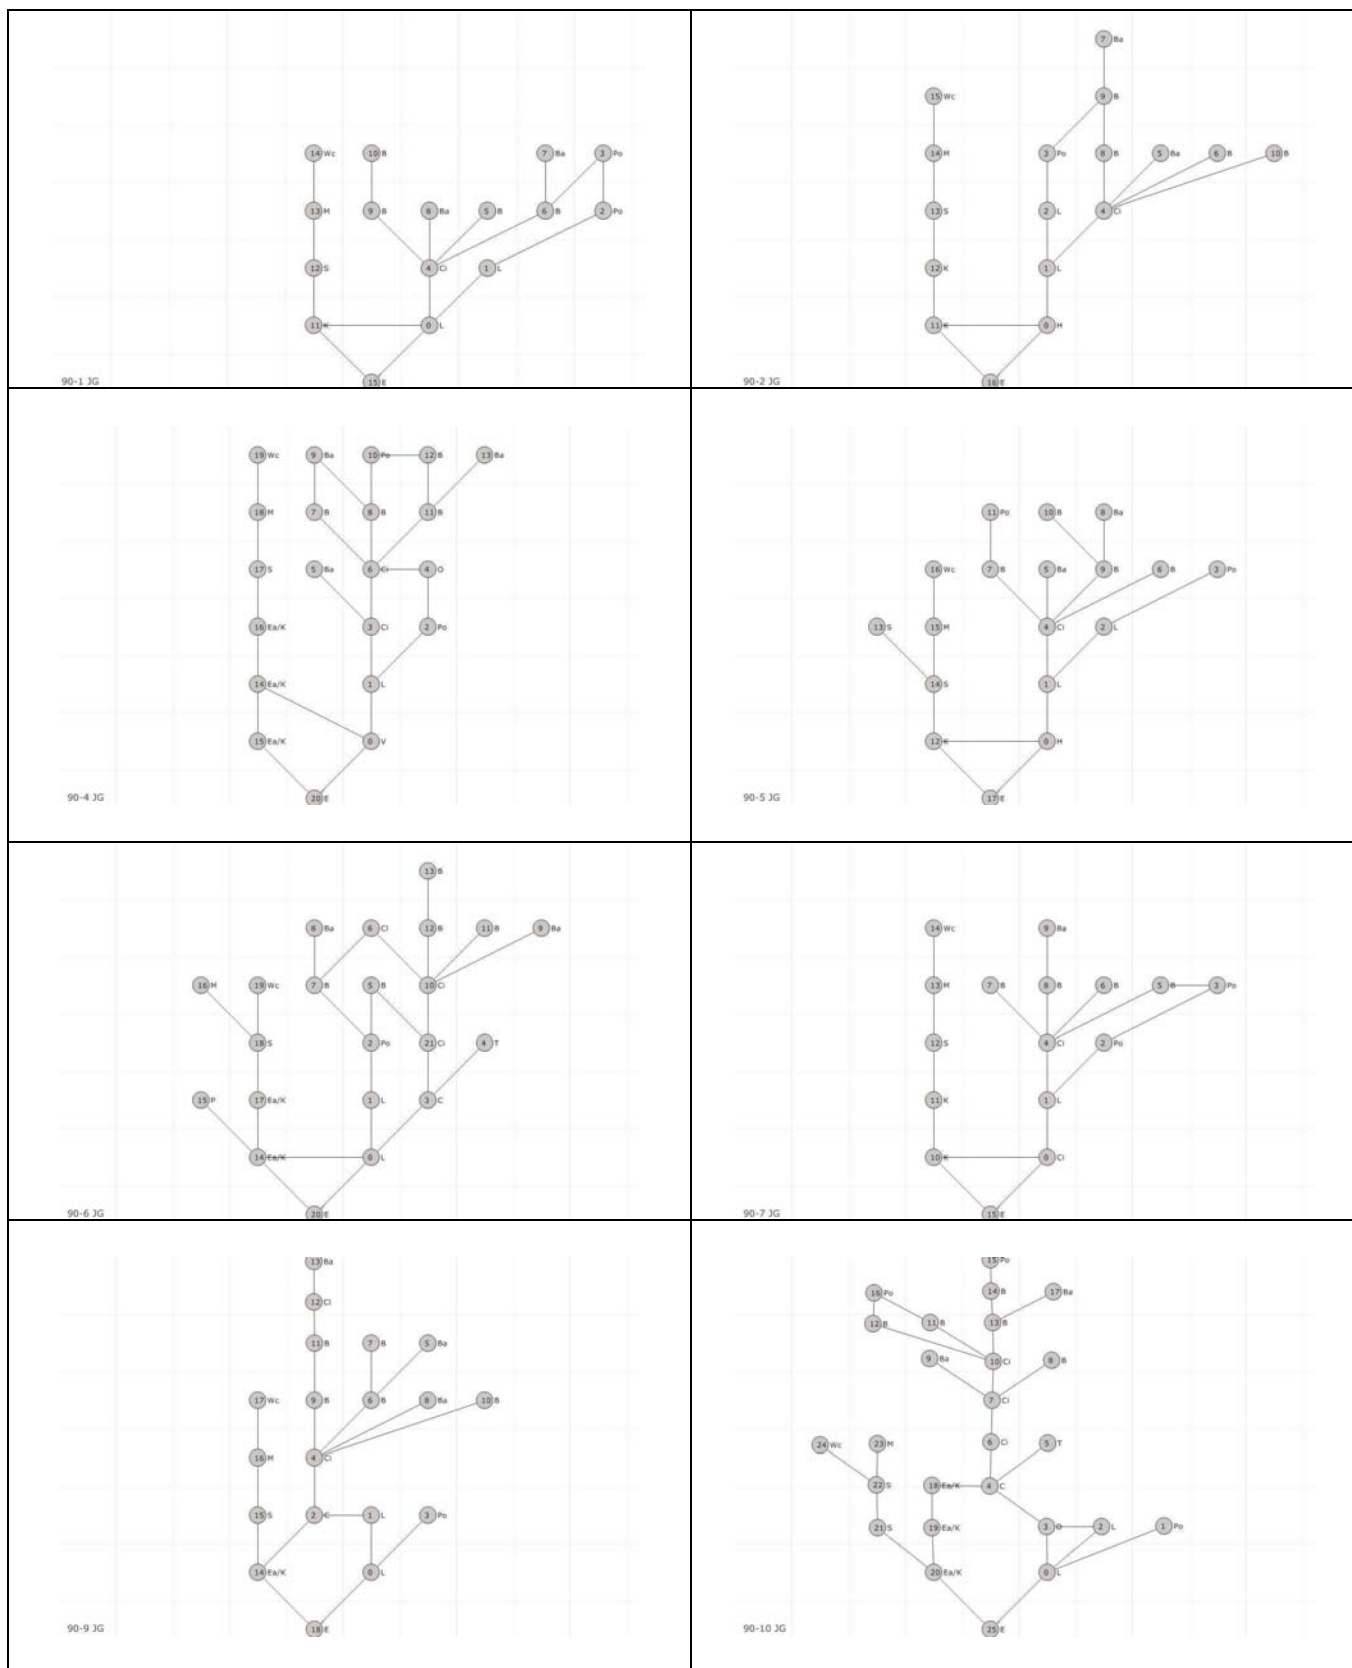 14 Wc 10 B 7 Ba 3 Po
13 M 9 B 8 Ba 5 B 6 B 2 Po
12 S 4 Ci 1 L
11 K 0 L
15 E
90-1 JG
7 Ba
15 Wc 9 B
14 M 3 Po 8 B 5 Ba 6 B 10 B
13 S 2 L 4 Ci
12 K 1 L
11 K 0 H
16 E
90-2 JG
19 Wc 9 Ba 10 Po 12 B 13 Ba
18 M 7 B 8 B 11 B
17 S 5 Ba 6 Ci 4 O
16 Ea/K 3 Ci 2 Po
14 Ea/K 1 L
15 Ea/K 0 V
20 E
90-4 JG
11 Po 10 B 8 Ba
16 Wc 7 B 5 Ba 9 B 6 B 3 Po
13 S 15 M 4 Ci 2 L
14 S 1 L
12 K 0 H
17 E
90-5 JG
13 B
8 Ba 6 Cl 12 B 11 B 9 Ba
16 M 19 Wc 7 B 5 B 10 Ci
18 S 2 Po 21 Ci 4 T
15 P 17 Ea/K 1 L 3 C
14 Ea/K 0 L
20 E
90-6 JG
14 Wc 9 Ba
13 M 7 B 8 B 6 B 5 B 3 Po
12 S 4 Ci 2 Po
11 K 1 L
10 K 0 Cl
15 E
90-7 JG
13 Ba
12 Cl
11 B 7 B 5 Ba
17 Wc 9 B 6 B 8 Ba 10 B
16 M 4 Ci
15 S 2 C 1 L 3 Po
14 Ea/K 0 L
18 E
90-9 JG
15 Po
16 Po 14 B 17 Ba
12 B 11 B 13 B
9 Ba 10 Ci 8 B
7 Cl
24 Wc 23 M 6 Ci 5 T
22 S 18 Ea/K 4 C
21 S 19 Ea/K 3 O 2 L 1 Po
20 Ea/K 0 L
25 E
90-10 JG